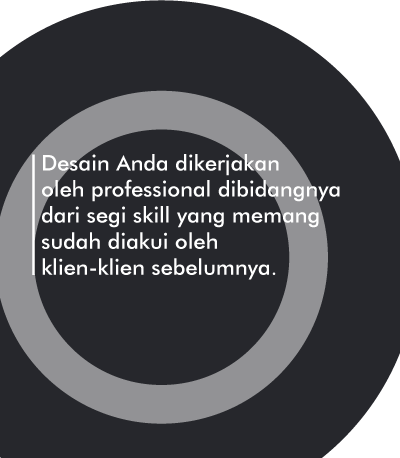 Desain Anda dikerjakan
oleh professional dibidangnya
dari segi skill yang memang
sudah diakui oleh
klien-klien sebelumnya.